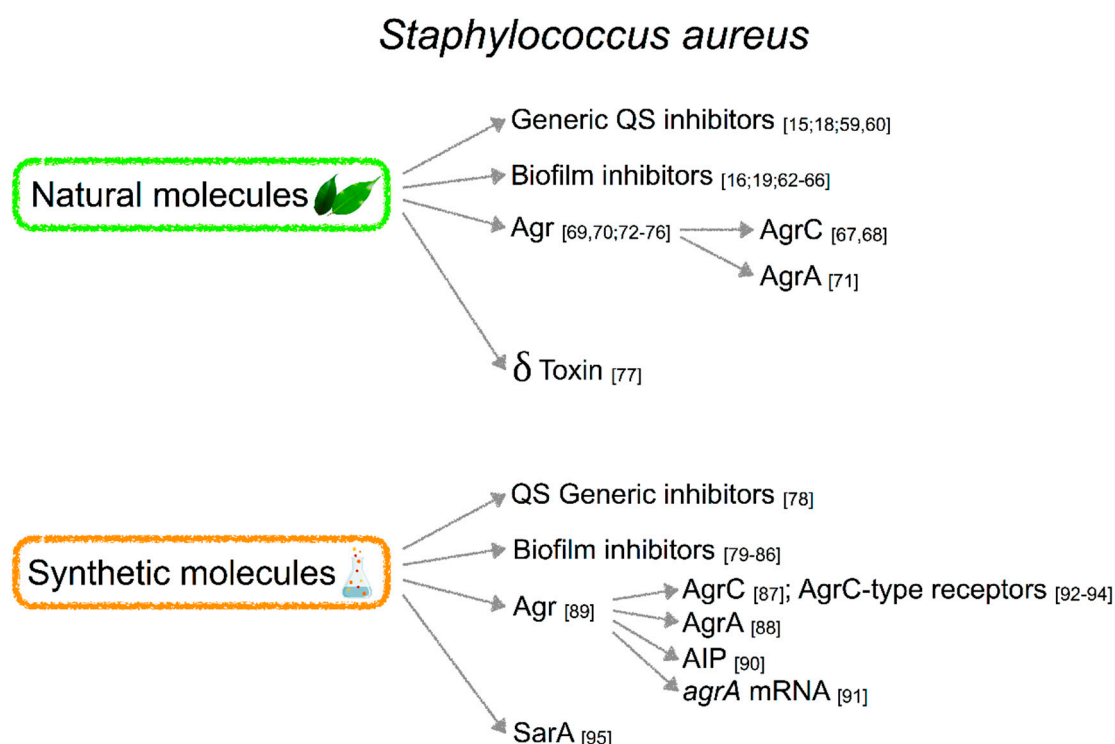 Staphylococcus aureus
Natural molecules
Generic QS inhibitors [15;18;59,60]
Biofilm inhibitors [16;19;62-66]
Agr [69,70;72-76]
AgrC [67,68]
AgrA [71]
δ Toxin [77]
Synthetic molecules
QS Generic inhibitors [78]
Biofilm inhibitors [79-86]
Agr [89]
AgrC [87]; AgrC-type receptors [92-94]
AgrA [88]
AIP [90]
agrA mRNA [91]
SarA [95]